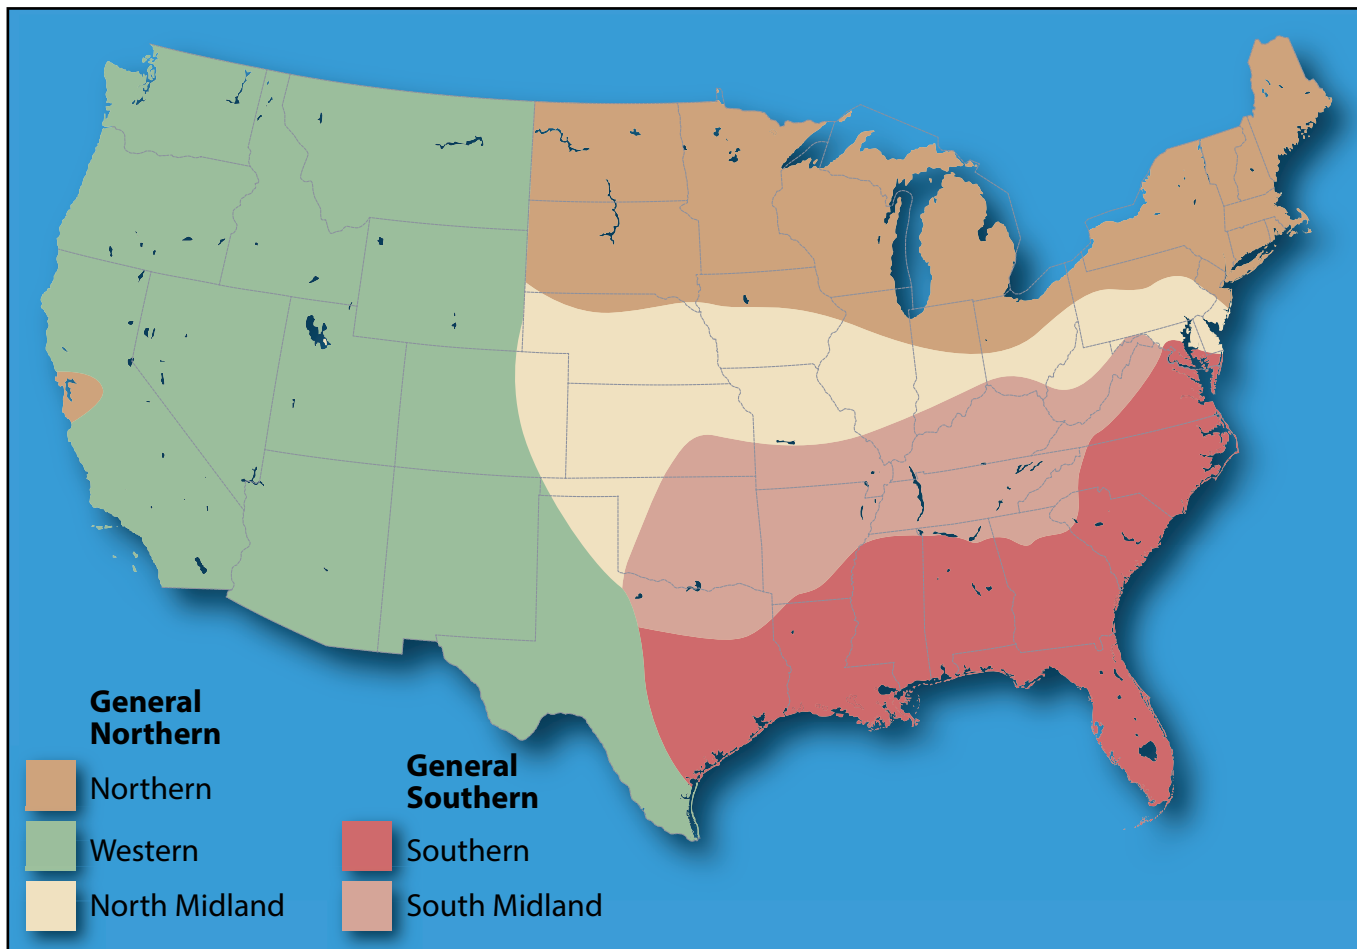 General
Northern
Northern
Western
North Midland
General
Southern
Southern
South Midland